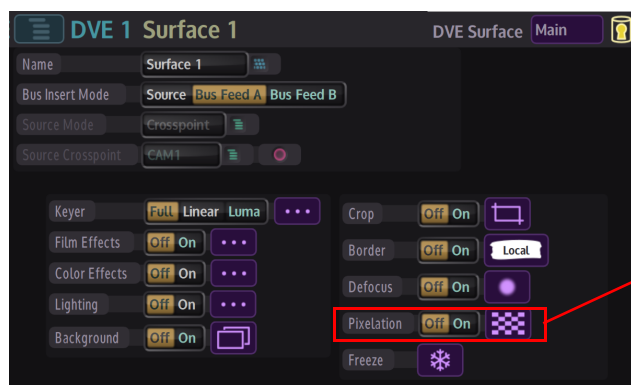 DVE 1 Surface 1 DVE Surface Main
Name Surface 1
Bus Insert Mode Source Bus Feed A Bus Feed B
Source Mode Crosspoint
Source Crosspoint CAM1
Keyer Full Linear Luma
Film Effects Off On
Color Effects Off On
Lighting Off On
Background Off On
Crop Off On
Border Off On Local
Defocus Off On
Pixelation Off On
Freeze